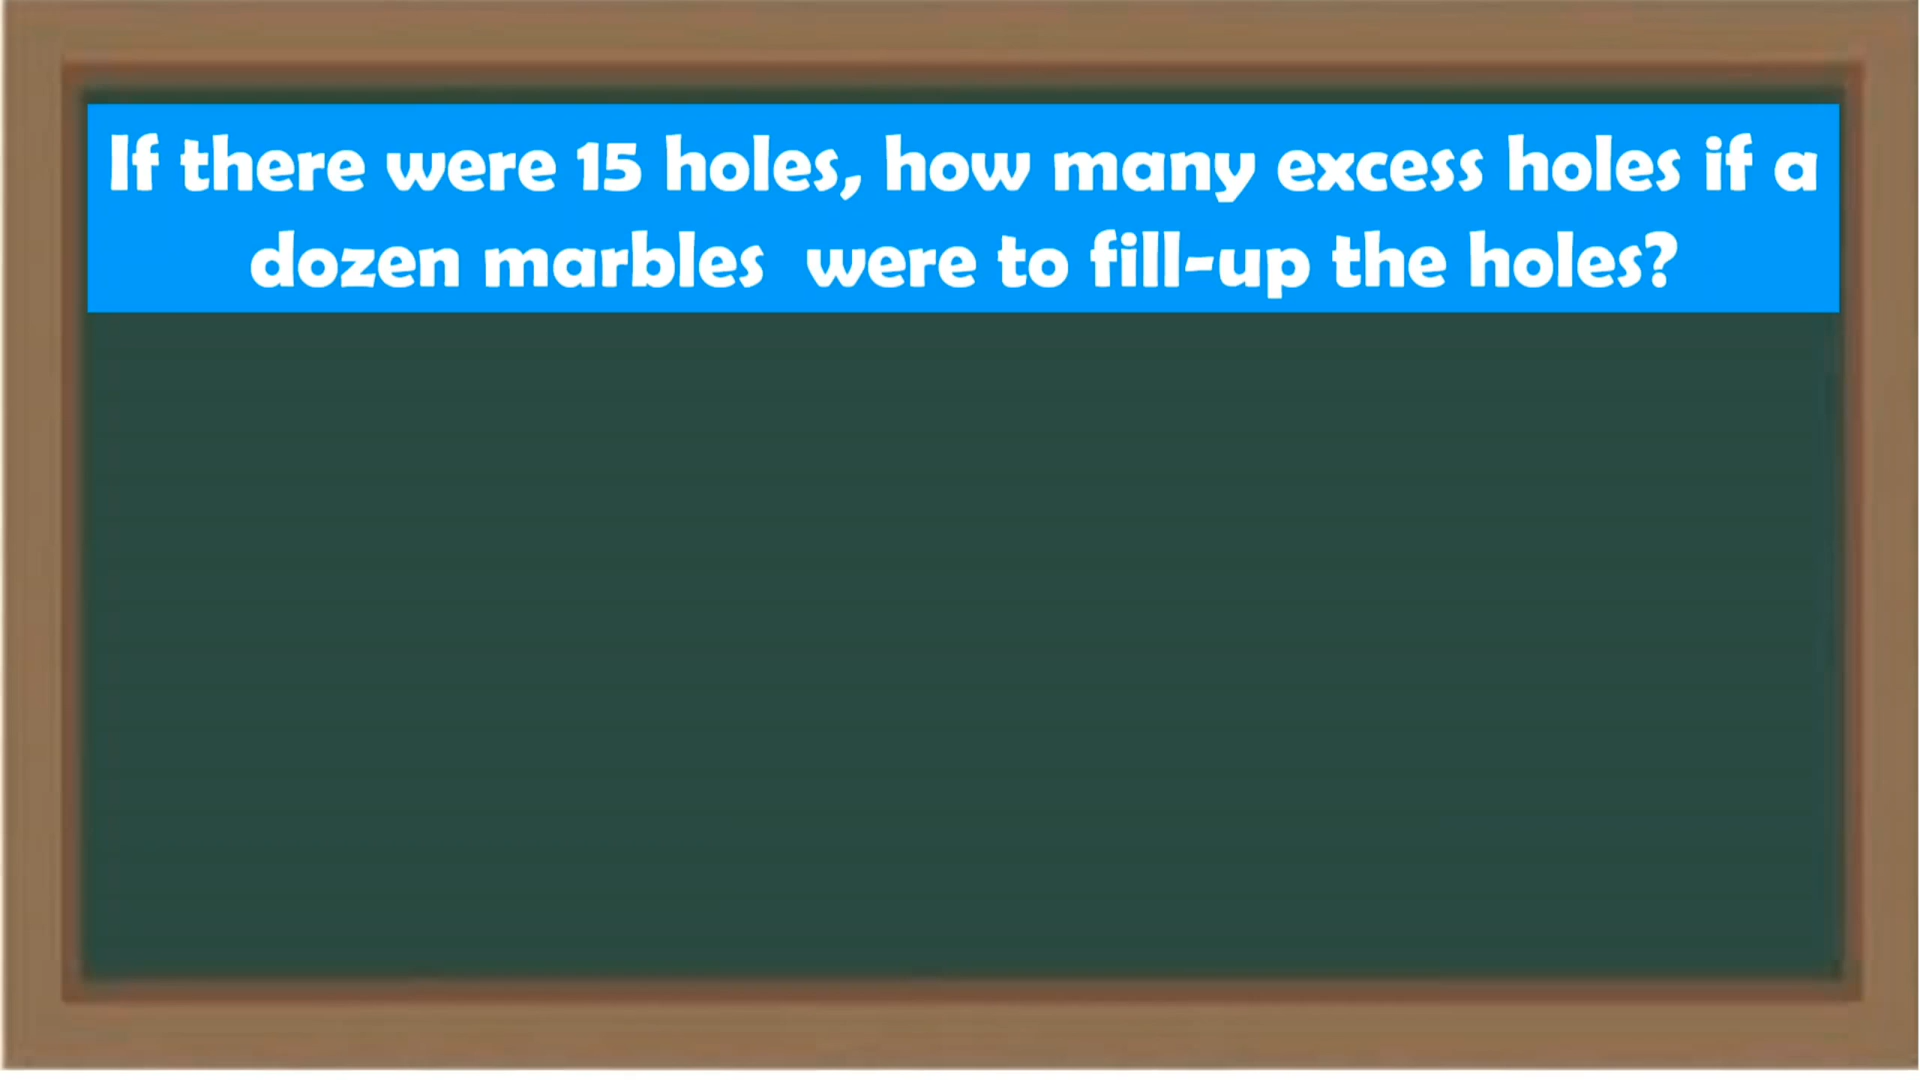 If there were 15 holes, how many excess holes if a
dozen marbles  were to fill-up the holes?